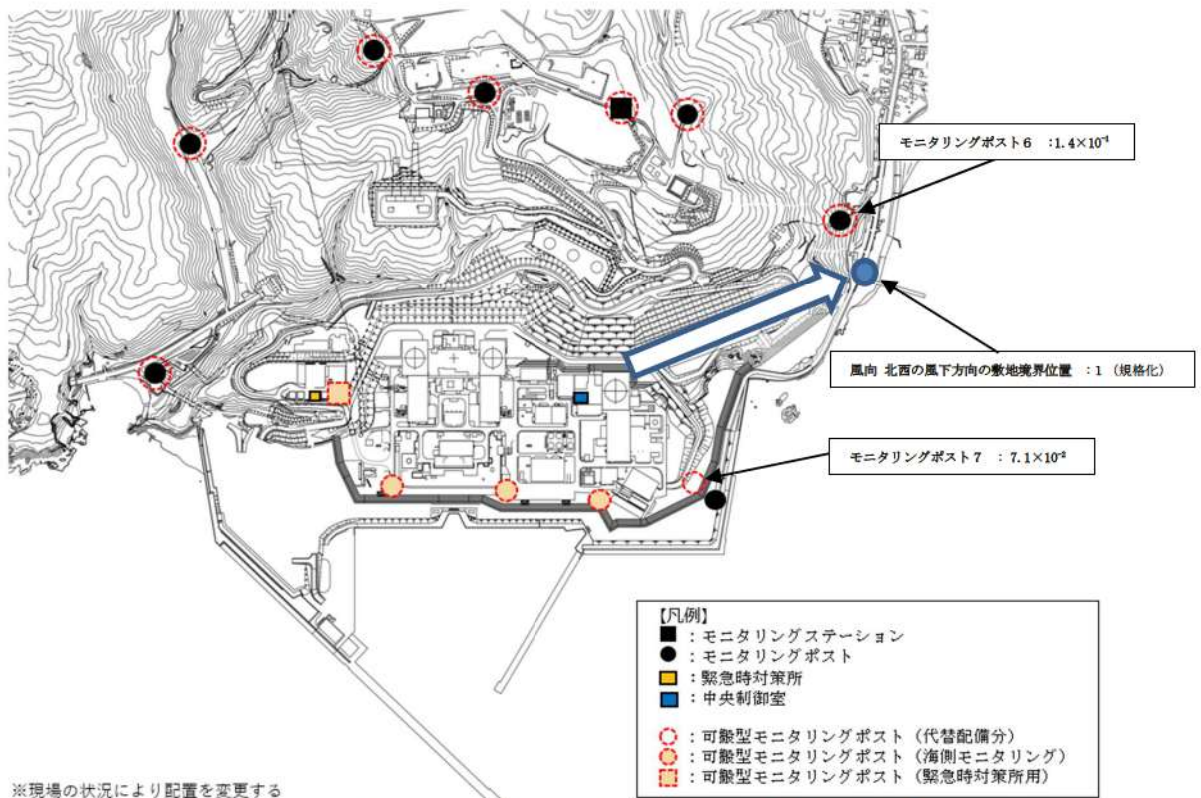 モニタリングポスト6 :1.4×10⁻¹
風向 北西の風下方向の敷地境界位置 :1 (規格化)
モニタリングポスト7 :7.1×10⁻²
【凡例】
■:モニタリングステーション
●:モニタリングポスト
:緊急時対策所
:中央制御室
:可搬型モニタリングポスト(代替配備分)
:可搬型モニタリングポスト(海側モニタリング)
:可搬型モニタリングポスト(緊急時対策所用)
※現場の状況により配置を変更する